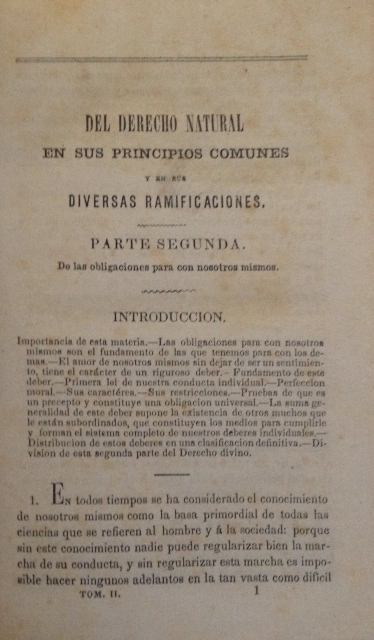 DEL DERECHO NATURAL
EN SUS PRINCIPIOS COMUNES
Y EN SUS
DIVERSAS RAMIFICACIONES.
PARTE SEGUNDA.
De las obligaciones para con nosotros mismos.
INTRODUCCION.
Importancia de esta materia.—Las obligaciones para con nosotros
mismos son el fundamento de las que tenemos para con los de-
mas.—El amor de nosotros mismos sin dejar de ser un sentimien-
to, tiene el carácter de un riguroso deber.—Fundamento de este
deber.—Primera lei de nuestra conducta individual.—Perfeccion
moral.—Sus caractéres.—Sus restricciones.—Pruebas de que es
un precepto y constituye una obligacion universal.—La suma ge-
neralidad de este deber supone la existencia de otros muchos que
le están subordinados, que constituyen los medios para cumplirle
y forman el sistema completo de nuestros deberes individuales.—
Distribucion de estos deberes en una clasificacion definitiva.—Di-
vision de esta segunda parte del Derecho divino.
1. En todos tiempos se ha considerado el conocimiento
de nosotros mismos como la basa primordial de todas las
ciencias que se refieren al hombre y á la sociedad: porque
sin este conocimiento nadie puede regularizar bien la mar-
cha de su conducta, y sin regularizar esta marcha es impo-
sible hacer ningunos adelantos en la tan vasta como difícil
TOM. II. 1